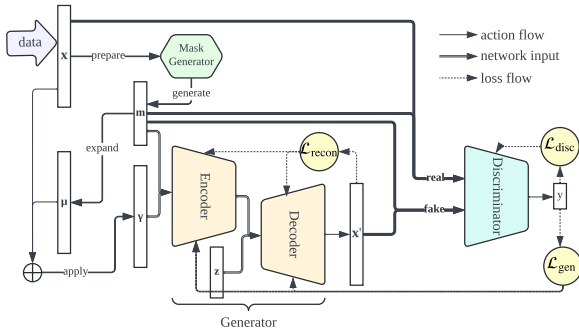 data
x
prepare
Mask
Generator
generate
m
expand
μ
γ
apply
Encoder
z
Decoder
ℒrecon
x'
Generator
action flow
network input
loss flow
real
fake
Discriminator
y
ℒdisc
ℒgen